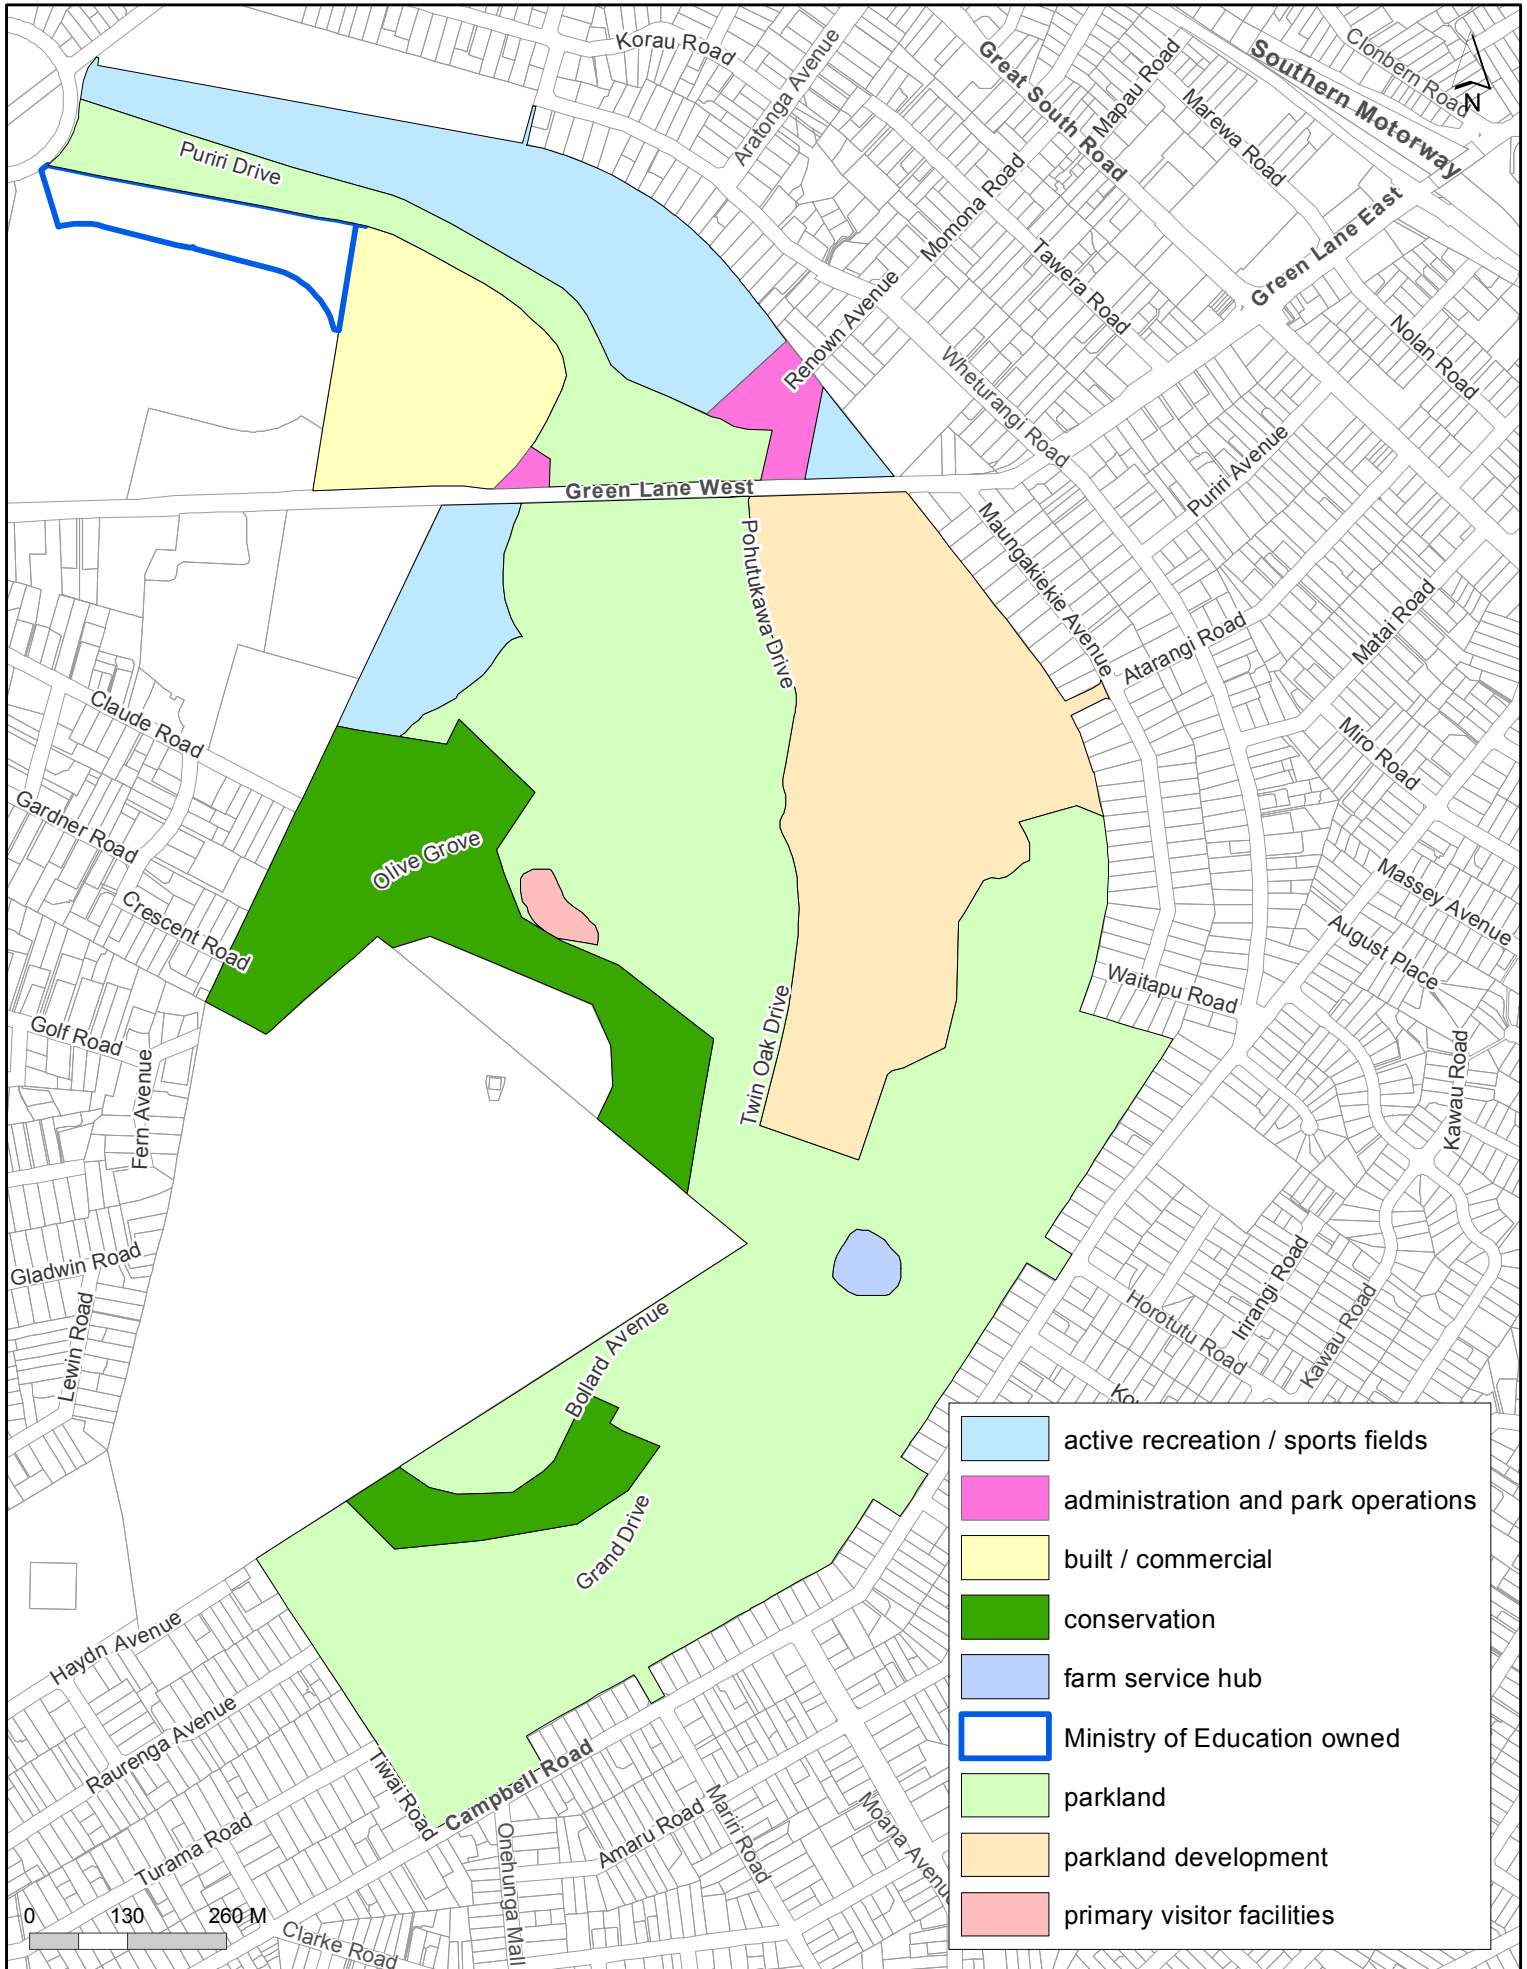 Korau Road
Aratonga Avenue
Great South Road
Mapau Road
Southern Motorway
Clonbern Road
N
Marewa Road
Puriri Drive
Momona Road
Green Lane East
Tawera Road
Renown Avenue
Nolan Road
Wheturangi Road
Puriri Avenue
Green Lane West
Pohutukawa Drive
Maungakiekie Avenue
Atarangi Road
Matai Road
Claude Road
Miro Road
Gardner Road
Olive Grove
Massey Avenue
Crescent Road
August Place
Waitapu Road
Golf Road
Fern Avenue
Twin Oak Drive
Kawau Road
Gladwin Road
Lewin Road
Irirangi Road
Horotutu Road
Kawau Road
Bollard Avenue
Grand Drive
Haydn Avenue
Raurenga Avenue
Tiwai Road
Campbell Road
Turama Road
Onehunga Mall
Amaru Road
Mariri Road
Moana Avenue
Clarke Road
0 130 260 M
active recreation / sports fields
administration and park operations
built / commercial
conservation
farm service hub
Ministry of Education owned
parkland
parkland development
primary visitor facilities